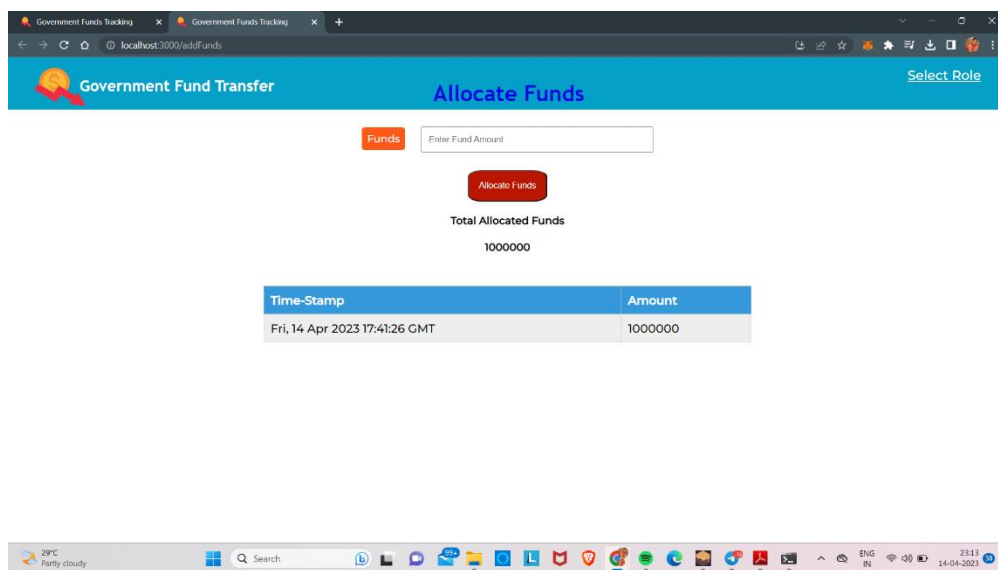 Government Funds Tracking
Government Funds Tracking
localhost:3000/addFunds
Government Fund Transfer
Allocate Funds
Select Role
Funds
Enter Fund Amount
Allocate Funds
Total Allocated Funds
1000000
Time-Stamp Amount
Fri, 14 Apr 2023 17:41:26 GMT 1000000
29°C
Partly cloudy
Search
99+
ENG
IN
23:13
14-04-2023